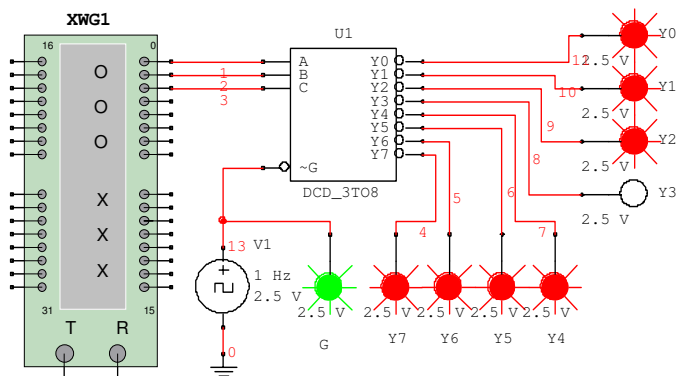 XWG1
16 0
O
O
O
X
X
X
31 15
T R
U1
A
B
C
~G
Y0
Y1
Y2
Y3
Y4
Y5
Y6
Y7
DCD_3TO8
1
2
3
13
V1
1 Hz
2.5 V
0
12
10
9
8
7
6
5
4
Y0
2.5 V
Y1
2.5 V
Y2
2.5 V
Y3
2.5 V
2.5 V
G
2.5 V
Y7
2.5 V
Y6
2.5 V
Y5
2.5 V
Y4